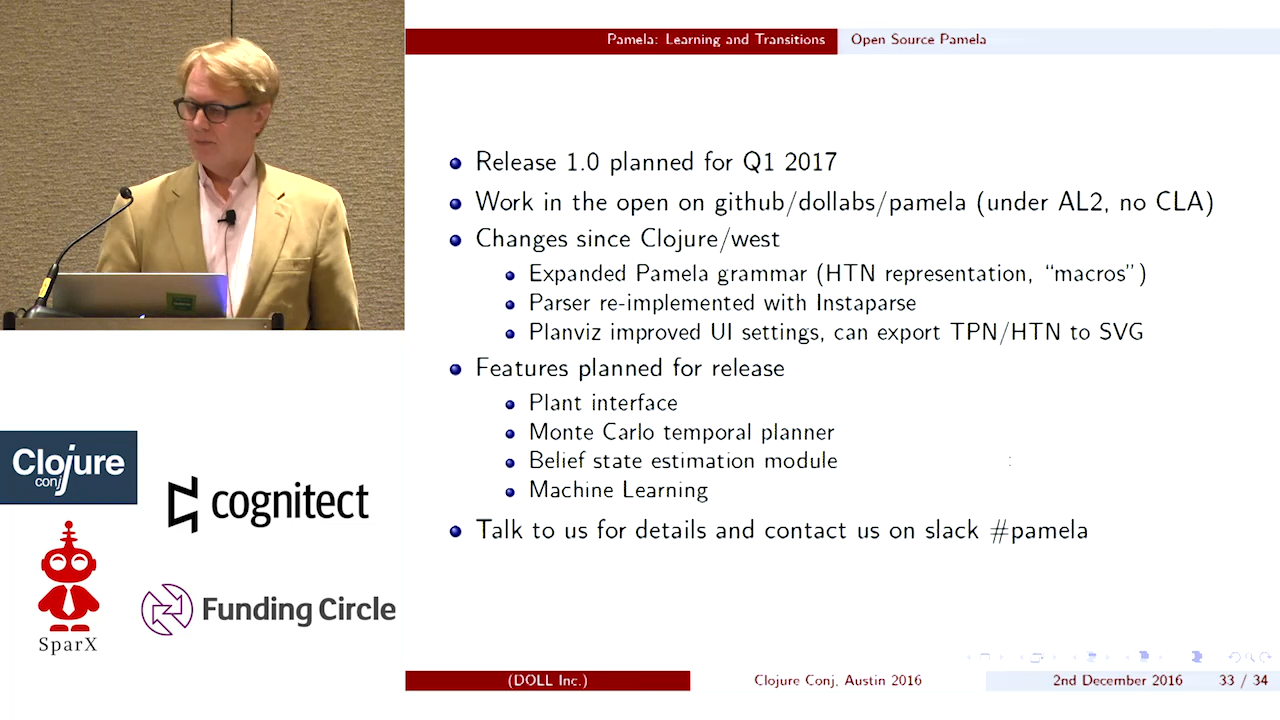 Pamela: Learning and Transitions
Open Source Pamela
Release 1.0 planned for Q1 2017
Work in the open on github/dollabs/pamela (under AL2, no CLA)
Changes since Clojure/west
Expanded Pamela grammar (HTN representation, “macros”)
Parser re-implemented with Instaparse
Planviz improved UI settings, can export TPN/HTN to SVG
Features planned for release
Plant interface
Monte Carlo temporal planner
Belief state estimation module
Machine Learning
Talk to us for details and contact us on slack #pamela
Clojure
conj
cognitect
SparX
Funding Circle
(DOLL Inc.)
Clojure Conj, Austin 2016
2nd December 2016
33 / 34